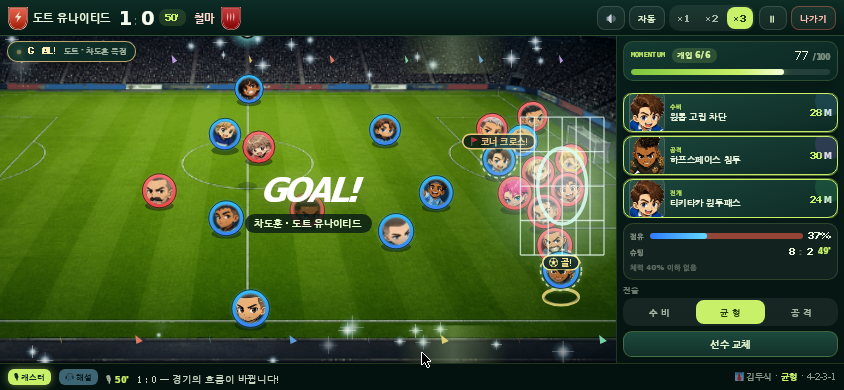 도트 유나이티드 1 : 0 50' 철마
자동 ×1 ×2 ×3 II 나가기
도트 · 차도훈 득점
MOMENTUM 개입 6/6 77 /100
수비
원톱 고립 차단 28 M
공격
하프스페이스 침투 30 M
전개
티키타카 원투패스 24 M
코너 크로스!
GOAL!
차도훈 · 도트 유나이티드
골!
점유 37%
슈팅 8 : 2 49'
체력 40% 이하 없음
전술
수비 균형 공격
선수 교체
캐스터 해설 50' 1 : 0 — 경기의 흐름이 바뀝니다!
김두식 · 균형 · 4-2-3-1